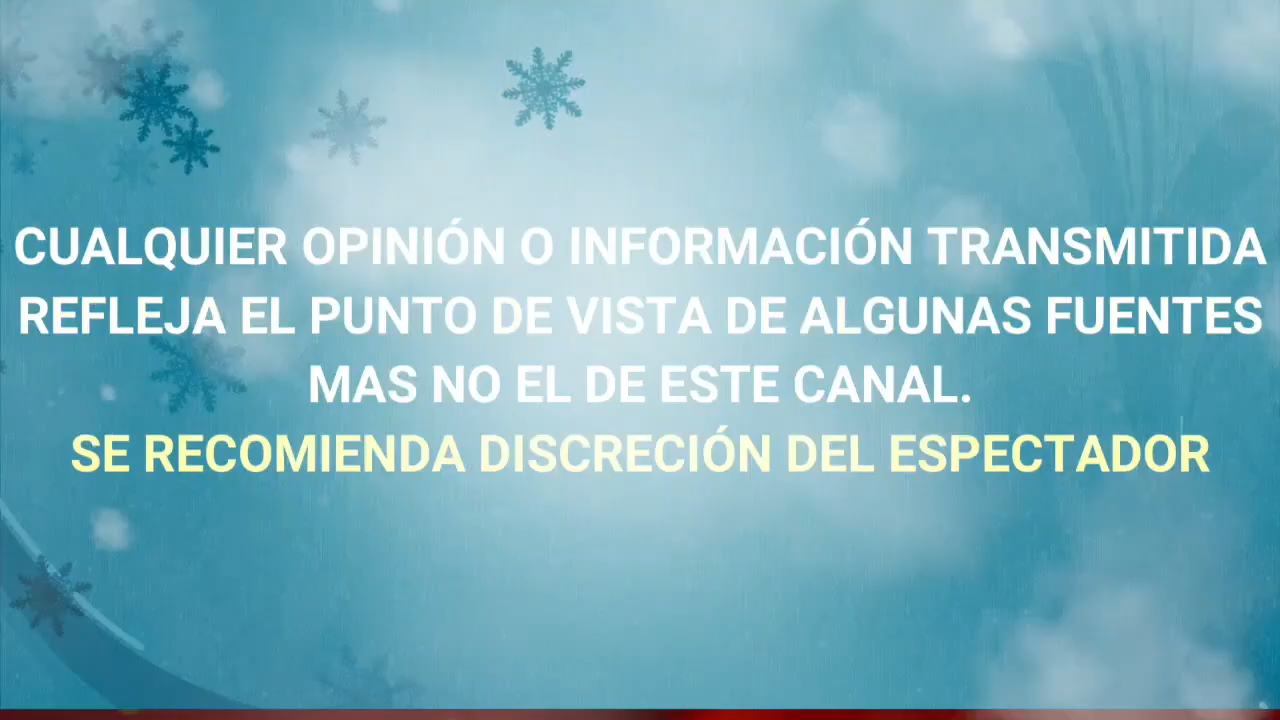 CUALQUIER OPINIÓN O INFORMACIÓN TRANSMITIDA
REFLEJA EL PUNTO DE VISTA DE ALGUNAS FUENTES
MAS NO EL DE ESTE CANAL.
SE RECOMIENDA DISCRECIÓN DEL ESPECTADOR